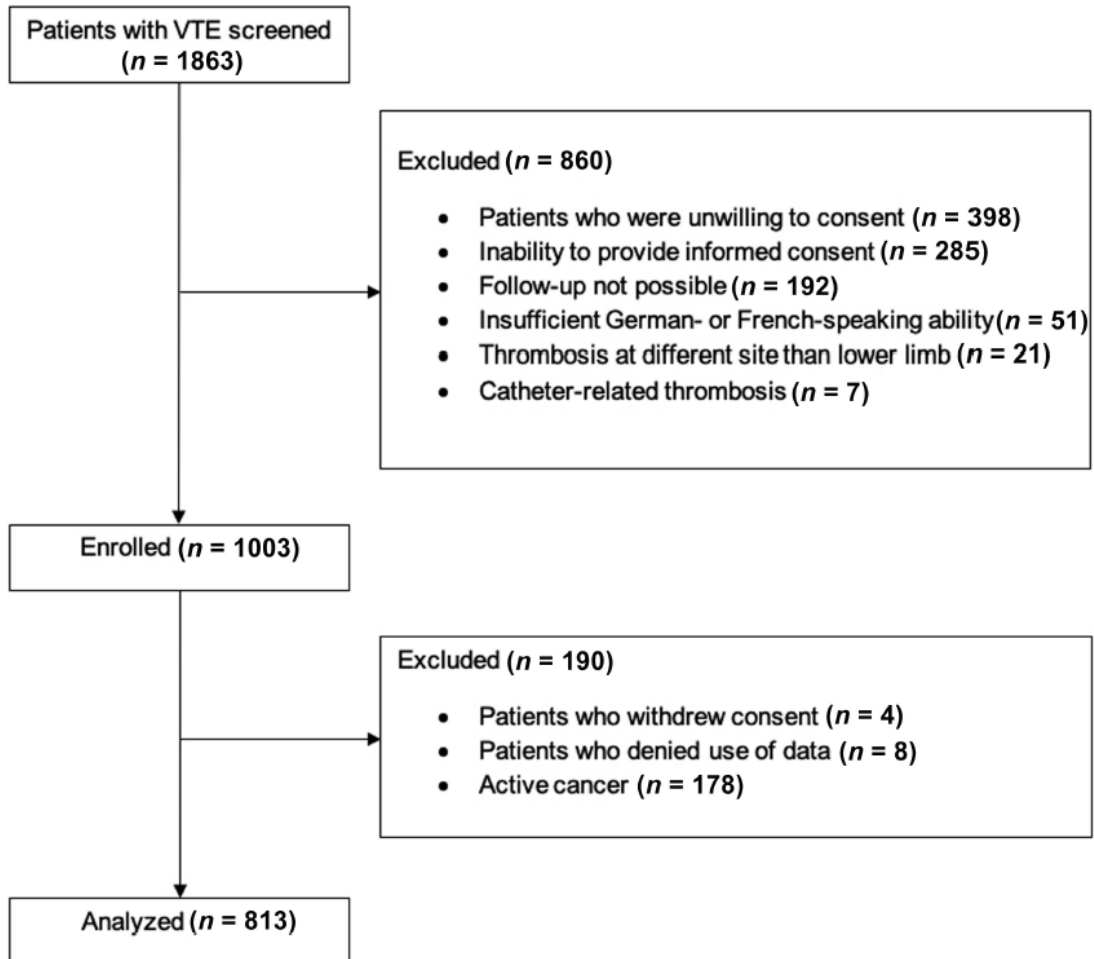 Patients with VTE screened
(n = 1863)
Excluded (n = 860)
• Patients who were unwilling to consent (n = 398)
• Inability to provide informed consent (n = 285)
• Follow-up not possible (n = 192)
• Insufficient German- or French-speaking ability (n = 51)
• Thrombosis at different site than lower limb (n = 21)
• Catheter-related thrombosis (n = 7)
Enrolled (n = 1003)
Excluded (n = 190)
• Patients who withdrew consent (n = 4)
• Patients who denied use of data (n = 8)
• Active cancer (n = 178)
Analyzed (n = 813)